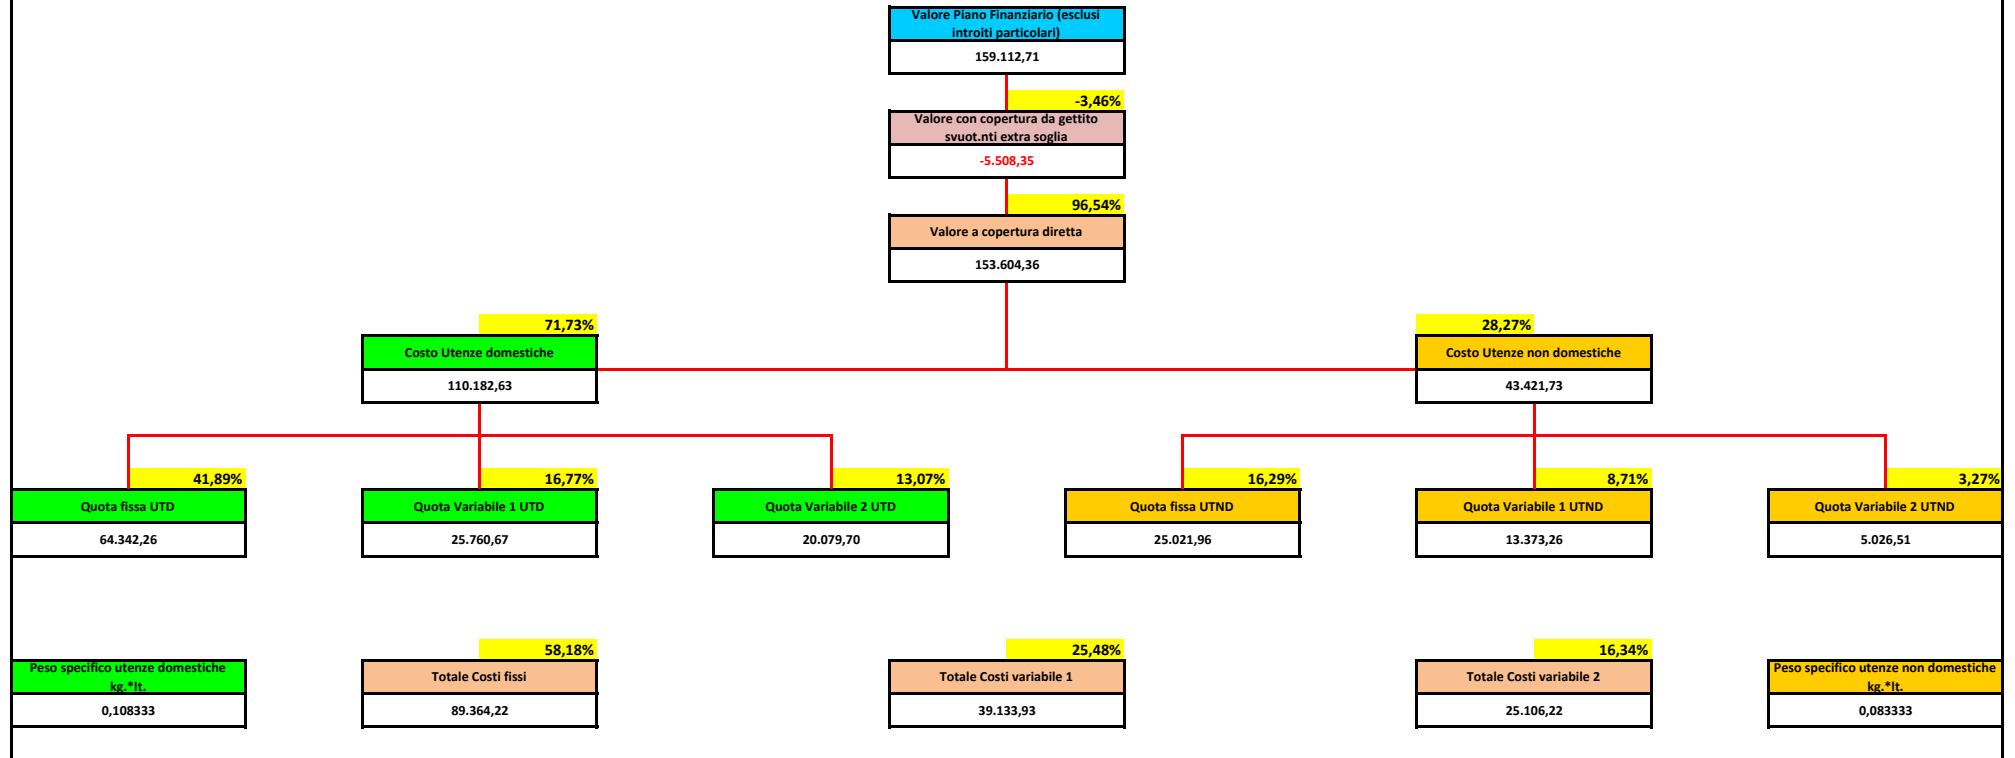 Valore Piano Finanziario (esclusi
introiti particolari)
159.112,71
-3,46%
Valore con copertura da gettito
svuot.nti extra soglia
-5.508,35
96,54%
Valore a copertura diretta
153.604,36
71,73%
28,27%
Costo Utenze domestiche
Costo Utenze non domestiche
110.182,63
43.421,73
41,89%
16,77%
13,07%
16,29%
8,71%
3,27%
Quota fissa UTD
Quota Variabile 1 UTD
Quota Variabile 2 UTD
Quota fissa UTND
Quota Variabile 1 UTND
Quota Variabile 2 UTND
64.342,26
25.760,67
20.079,70
25.021,96
13.373,26
5.026,51
58,18%
25,48%
16,34%
Peso specifico utenze domestiche
kg.*lt.
Totale Costi fissi
Totale Costi variabile 1
Totale Costi variabile 2
Peso specifico utenze non domestiche
kg.*lt.
0,108333
89.364,22
39.133,93
25.106,22
0,083333